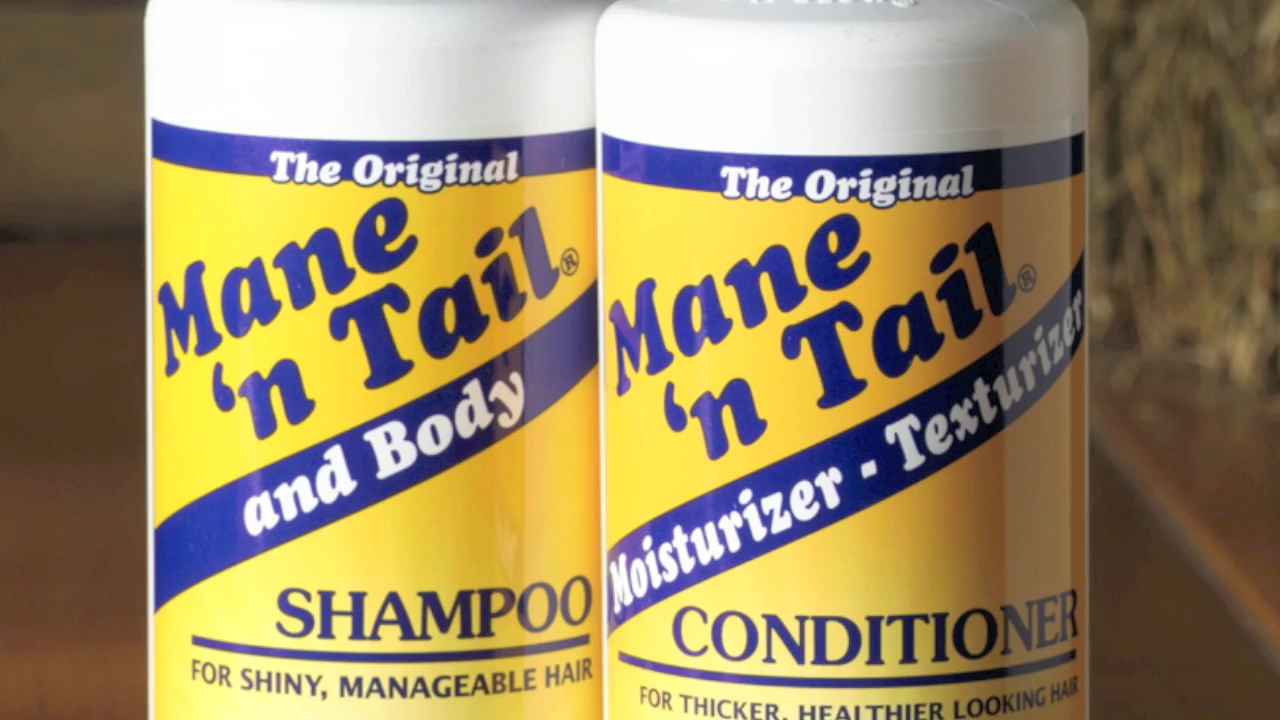 The Original
Mane
'n Tail®
and Body
SHAMPOO
FOR SHINY, MANAGEABLE HAIR
The Original
Mane
'n Tail®
Moisturizer - Texturizer
CONDITIONER
FOR THICKER, HEALTHIER LOOKING HAIR